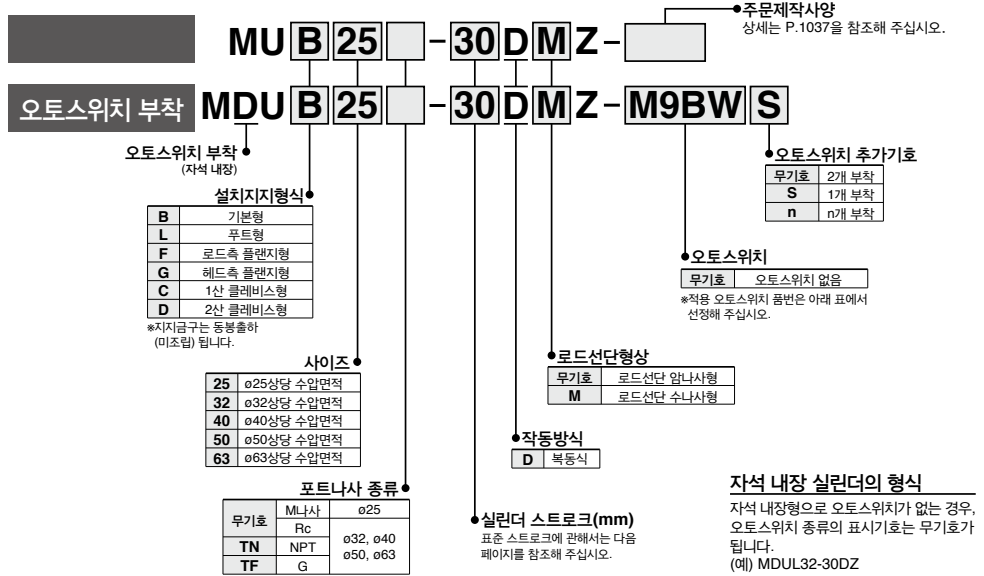 주문제작사양
상세는 P.1037을 참조해 주십시오.
MU B 25 -30 D M Z-
오토스위치 부착 MDU B 25 -30 D M Z- M9BW S
오토스위치 부착
(자석 내장)
설치지지형식
B 기본형
L 푸트형
F 로드측 플랜지형
G 헤드측 플랜지형
C 1산 클레비스형
D 2산 클레비스형
※지지금구는 동봉출하
(미조립) 됩니다.
사이즈
25 ø25상당 수압면적
32 ø32상당 수압면적
40 ø40상당 수압면적
50 ø50상당 수압면적
63 ø63상당 수압면적
포트나사 종류
무기호 M나사 ø25
Rc ø32, ø40
TN NPT ø50, ø63
TF G
실린더 스트로크(mm)
표준 스트로크에 관해서는 다음
페이지를 참조해 주십시오.
작동방식
D 복동식
로드선단형상
무기호 로드선단 암나사형
M 로드선단 수나사형
오토스위치
무기호 오토스위치 없음
※적용 오토스위치 품번은 아래 표에서
선정해 주십시오.
오토스위치 추가기호
무기호 2개 부착
S 1개 부착
n n개 부착
자석 내장 실린더의 형식
자석 내장형으로 오토스위치가 없는 경우,
오토스위치 종류의 표시기호는 무기호가
됩니다.
(예) MDUL32-30DZ